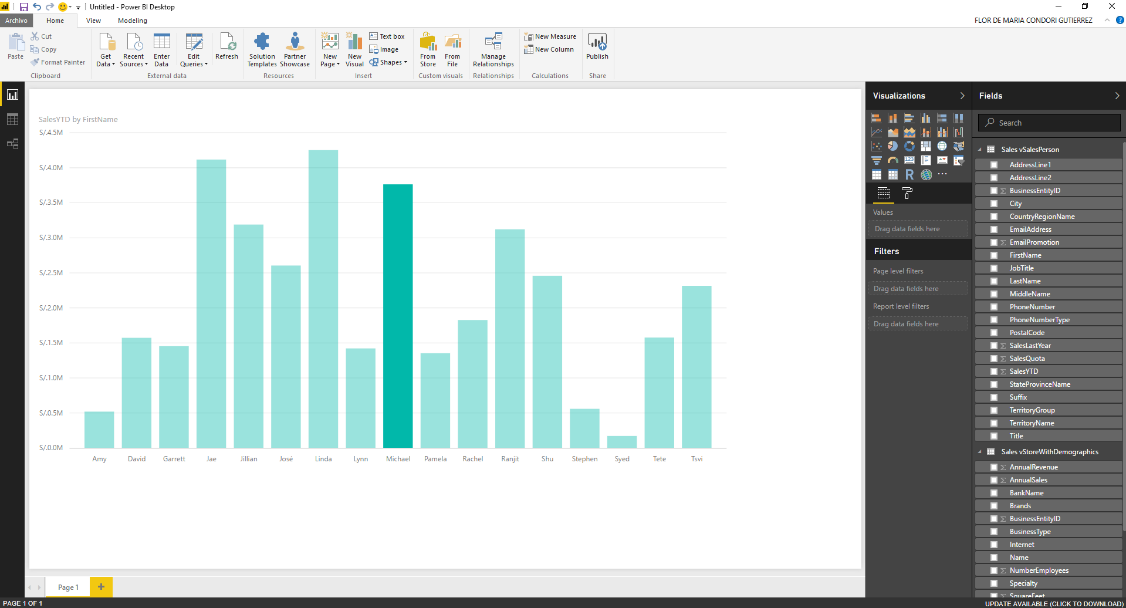 Untitled - Power BI Desktop
Archivo Home View Modeling
FLOR DE MARIA CONDORI GUTIERREZ
Paste
Cut
Copy
Format Painter
Clipboard
Get Data
Recent Sources
Enter Data
Edit Queries
External data
Refresh
Solution Templates
Partner Showcase
Resources
New Page
New Visual
Text box
Image
Shapes
Insert
From Store
From File
Custom visuals
Manage Relationships
Relationships
New Measure
New Column
Calculations
Publish
Share
SalesYTD by FirstName
S/.4.5M
S/.4.0M
S/.3.5M
S/.3.0M
S/.2.5M
S/.2.0M
S/.1.5M
S/.1.0M
S/.0.5M
S/.0.0M
Amy David Garrett Jae Jillian José Linda Lynn Michael Pamela Rachel Ranjit Shu Stephen Syed Tete Tsvi
Visualizations
R
Values
Drag data fields here
Filters
Page level filters
Drag data fields here
Report level filters
Drag data fields here
Fields
Search
Sales vSalesPerson
AddressLine1
AddressLine2
Σ BusinessEntityID
City
CountryRegionName
EmailAddress
Σ EmailPromotion
FirstName
JobTitle
LastName
MiddleName
PhoneNumber
PhoneNumberType
PostalCode
Σ SalesLastYear
Σ SalesQuota
Σ SalesYTD
StateProvinceName
Suffix
TerritoryGroup
TerritoryName
Title
Sales vStoreWithDemographics
Σ AnnualRevenue
Σ AnnualSales
BankName
Brands
Σ BusinessEntityID
BusinessType
Internet
Name
Σ NumberEmployees
Specialty
Σ SquareFeet
Page 1
PAGE 1 OF 1
UPDATE AVAILABLE (CLICK TO DOWNLOAD)